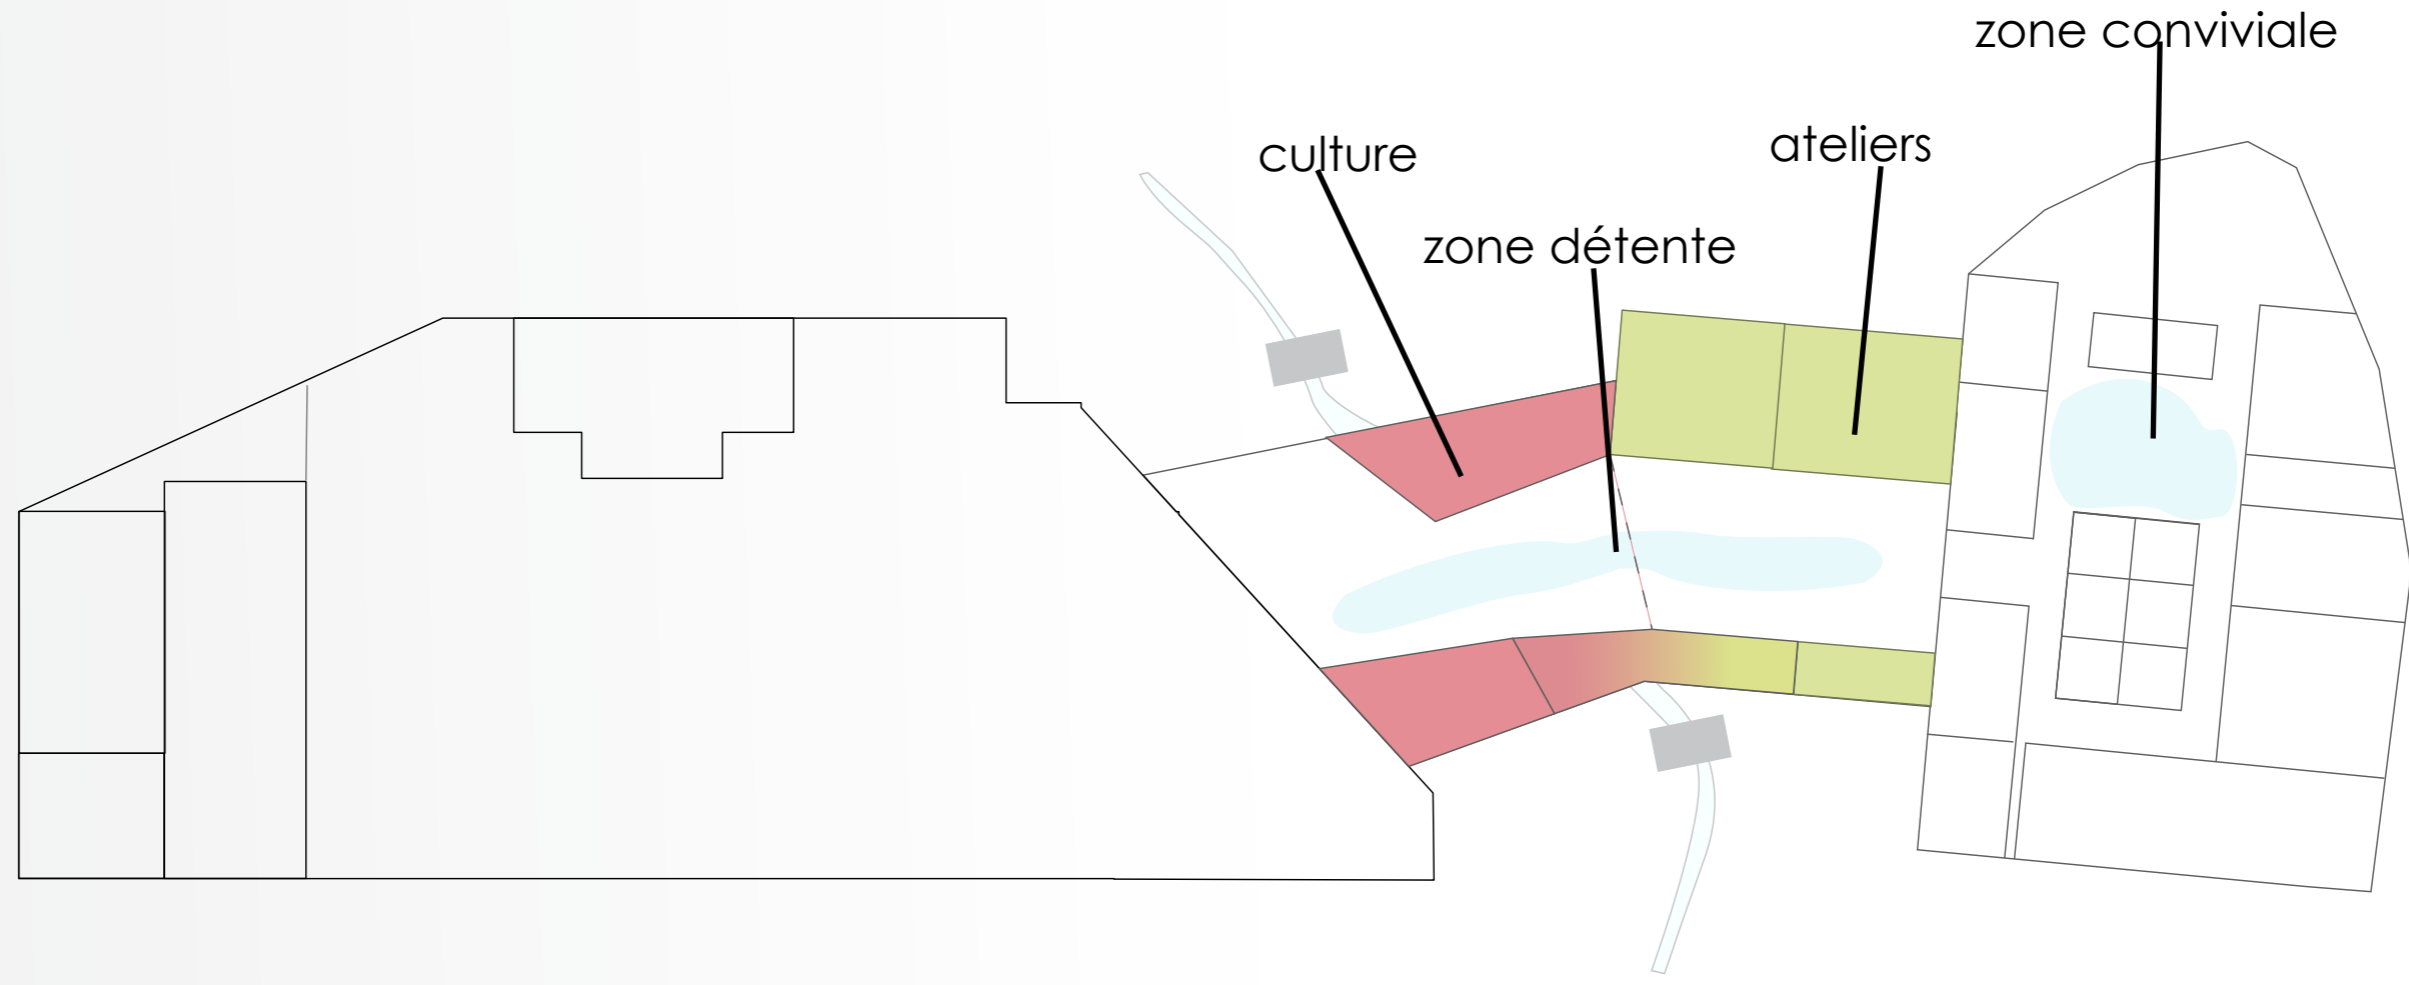 zone conviviale
culture
ateliers
zone détente